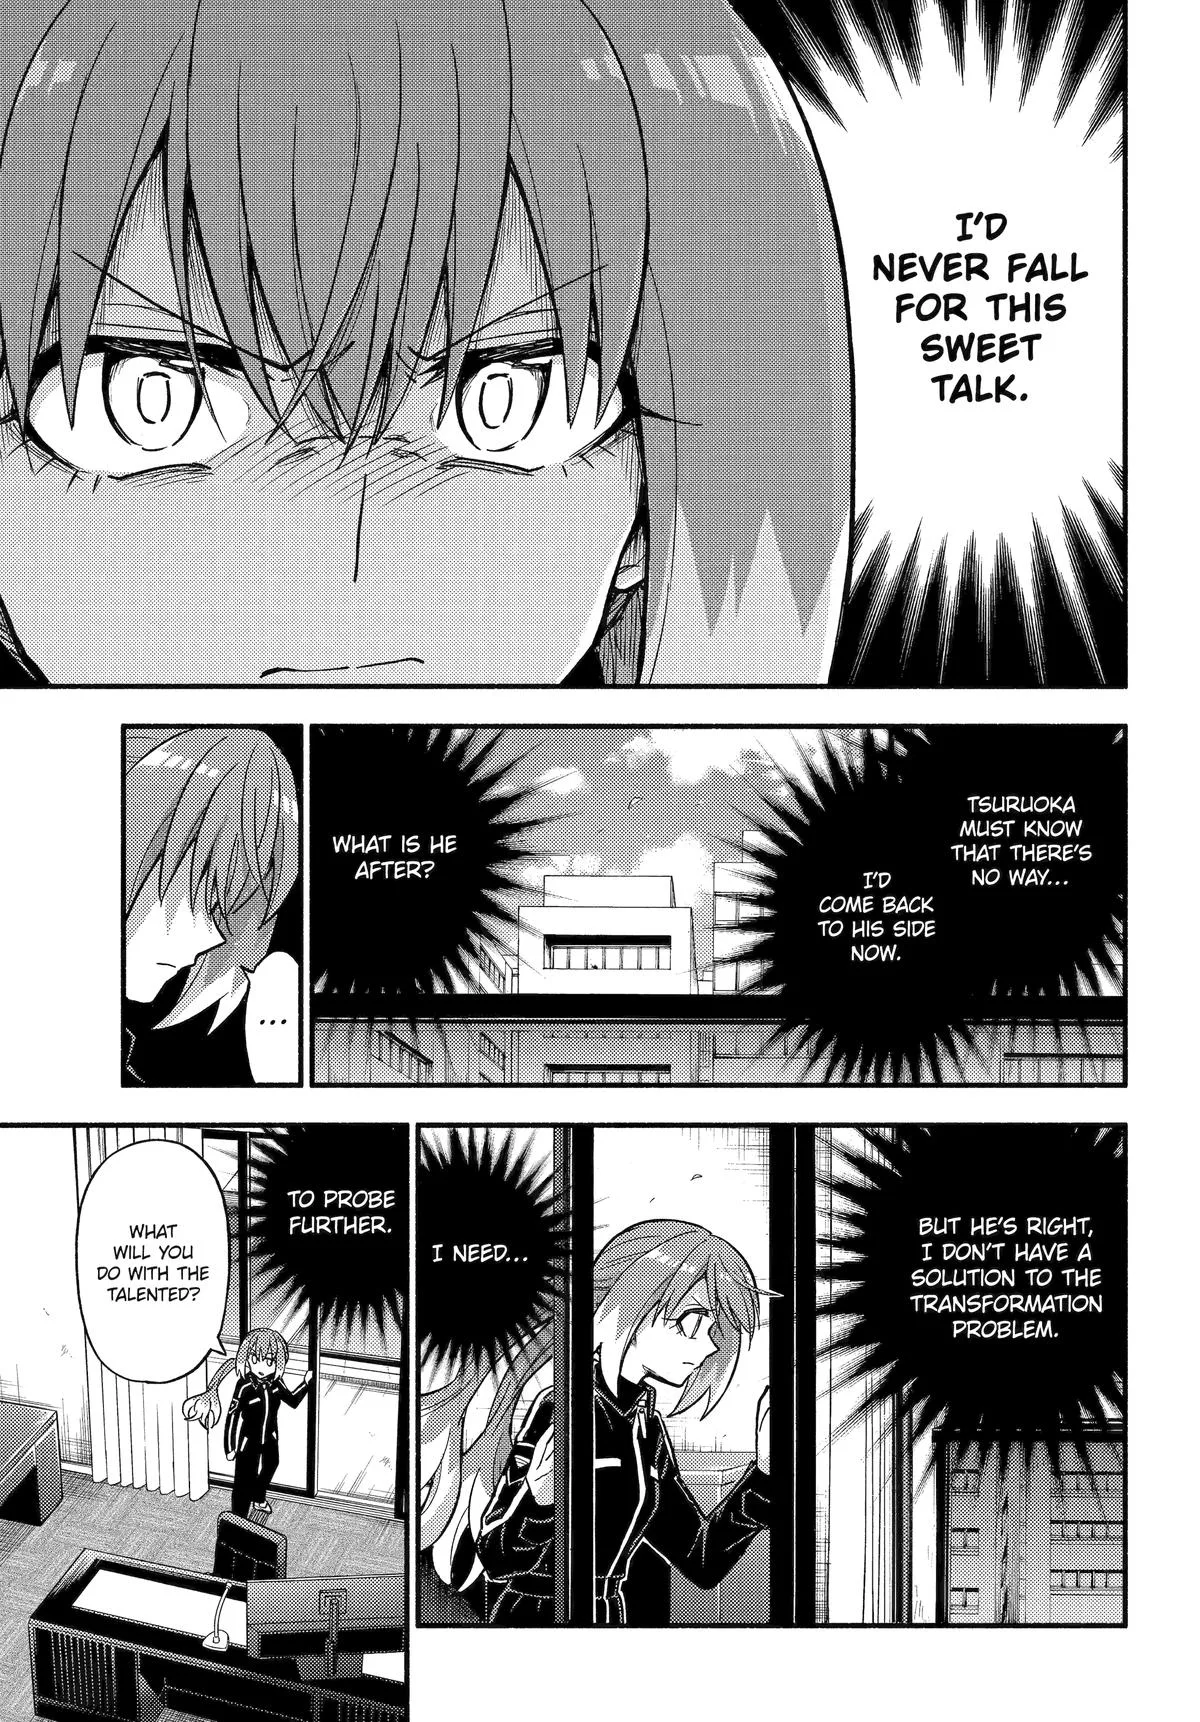 I'D
NEVER FALL
FOR THIS
SWEET
TALK.
TSURUOKA
MUST KNOW
THAT THERE'S
NO WAY...
I'D
COME BACK
TO HIS SIDE
NOW.
WHAT IS HE
AFTER?
...
BUT HE'S RIGHT,
I DON'T HAVE A
SOLUTION TO THE
TRANSFORMATION
PROBLEM.
I NEED...
TO PROBE
FURTHER.
WHAT
WILL YOU
DO WITH THE
TALENTED?